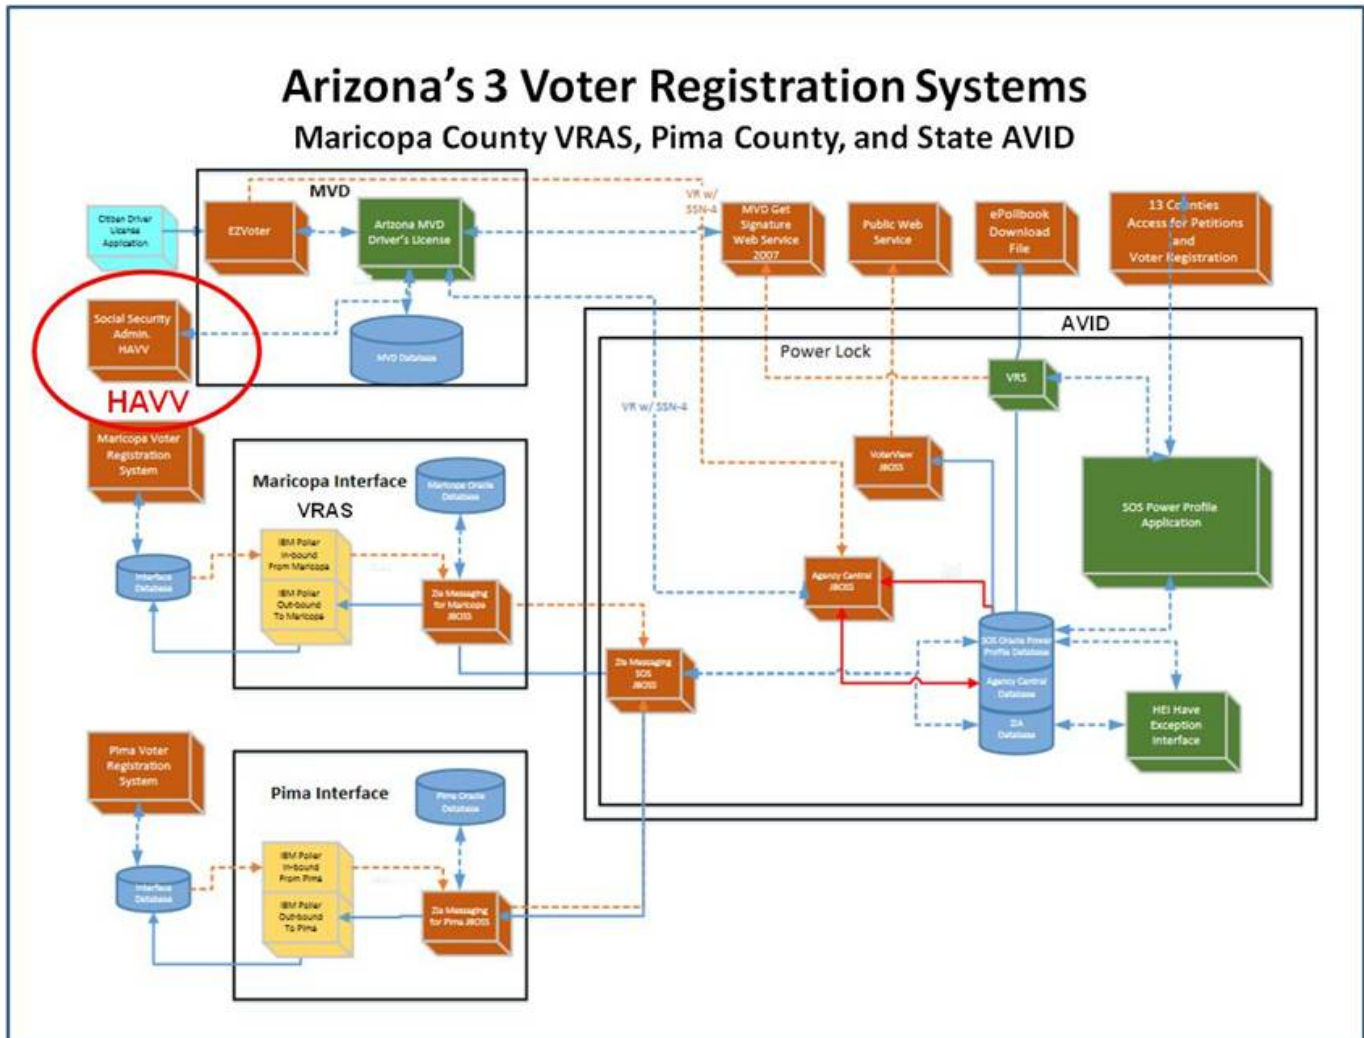 Arizona's 3 Voter Registration Systems
Maricopa County VRAS, Pima County, and State AVID
MVD
Citizen Driver
License
Application
EZVoter
Arizona MVD
Driver's License
VR w/
SSN-4
MVD Get
Signature
Web Service
2007
Public Web
Service
ePollbook
Download
File
13 Counties
Access for Petitions
and
Voter Registration
Social Security
Admin.
HAVV
HAVV
MVD Database
AVID
Power Lock
VRS
VR w/ SSN-4
Maricopa Voter
Registration
System
Maricopa Interface
VRAS
Maricopa Oracle
Database
VoterView
JBOSS
SOS Power Profile
Application
Interface
Database
IBM Poller
In-bound
From Maricopa
IBM Poller
Out-bound
To Maricopa
Zia Messaging
for Maricopa
JBOSS
Agency Central
JBOSS
Zia Messaging
SOS
JBOSS
SOS Oracle Power
Profile Database
Agency Central
Database
ZIA
Database
HEI Have
Exception
Interface
Pima Voter
Registration
System
Pima Interface
Pima Oracle
Database
Interface
Database
IBM Poller
In-bound
From Pima
IBM Poller
Out-bound
To Pima
Zia Messaging
for Pima JBOSS